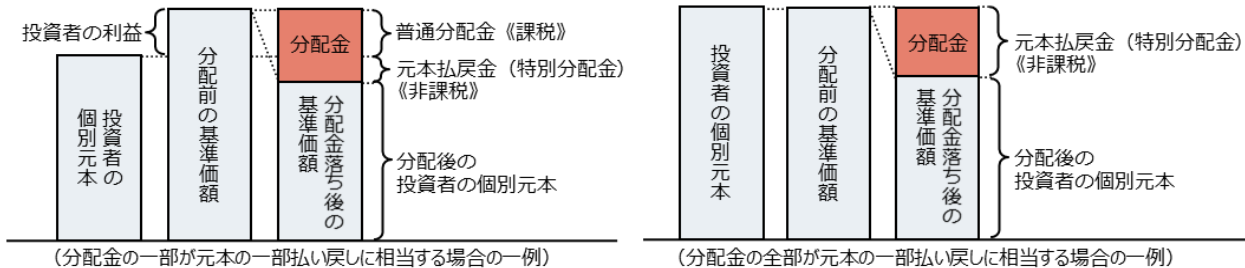 投資者の利益
投資者の
個別元本
分配前の基準価額
分配金
分配金落ち後の
基準価額
普通分配金《課税》
元本払戻金（特別分配金）
《非課税》
分配後の
投資者の個別元本
（分配金の一部が元本の一部払い戻しに相当する場合の一例）
投資者の個別元本
分配前の基準価額
分配金
分配金落ち後の
基準価額
元本払戻金（特別分配金）
《非課税》
分配後の
投資者の個別元本
（分配金の全部が元本の一部払い戻しに相当する場合の一例）